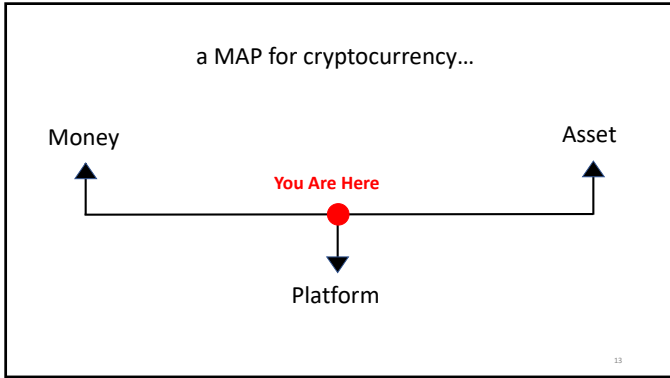 a MAP for cryptocurrency…
Money
Asset
You Are Here
Platform
13